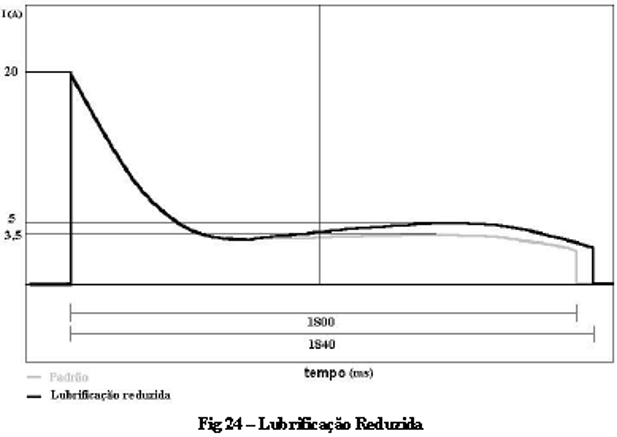 I (A)
20
5
3,5
1800
1840
tempo (ms)
Padrão
Lubrificação reduzida
Fig 24 – Lubrificação Reduzida